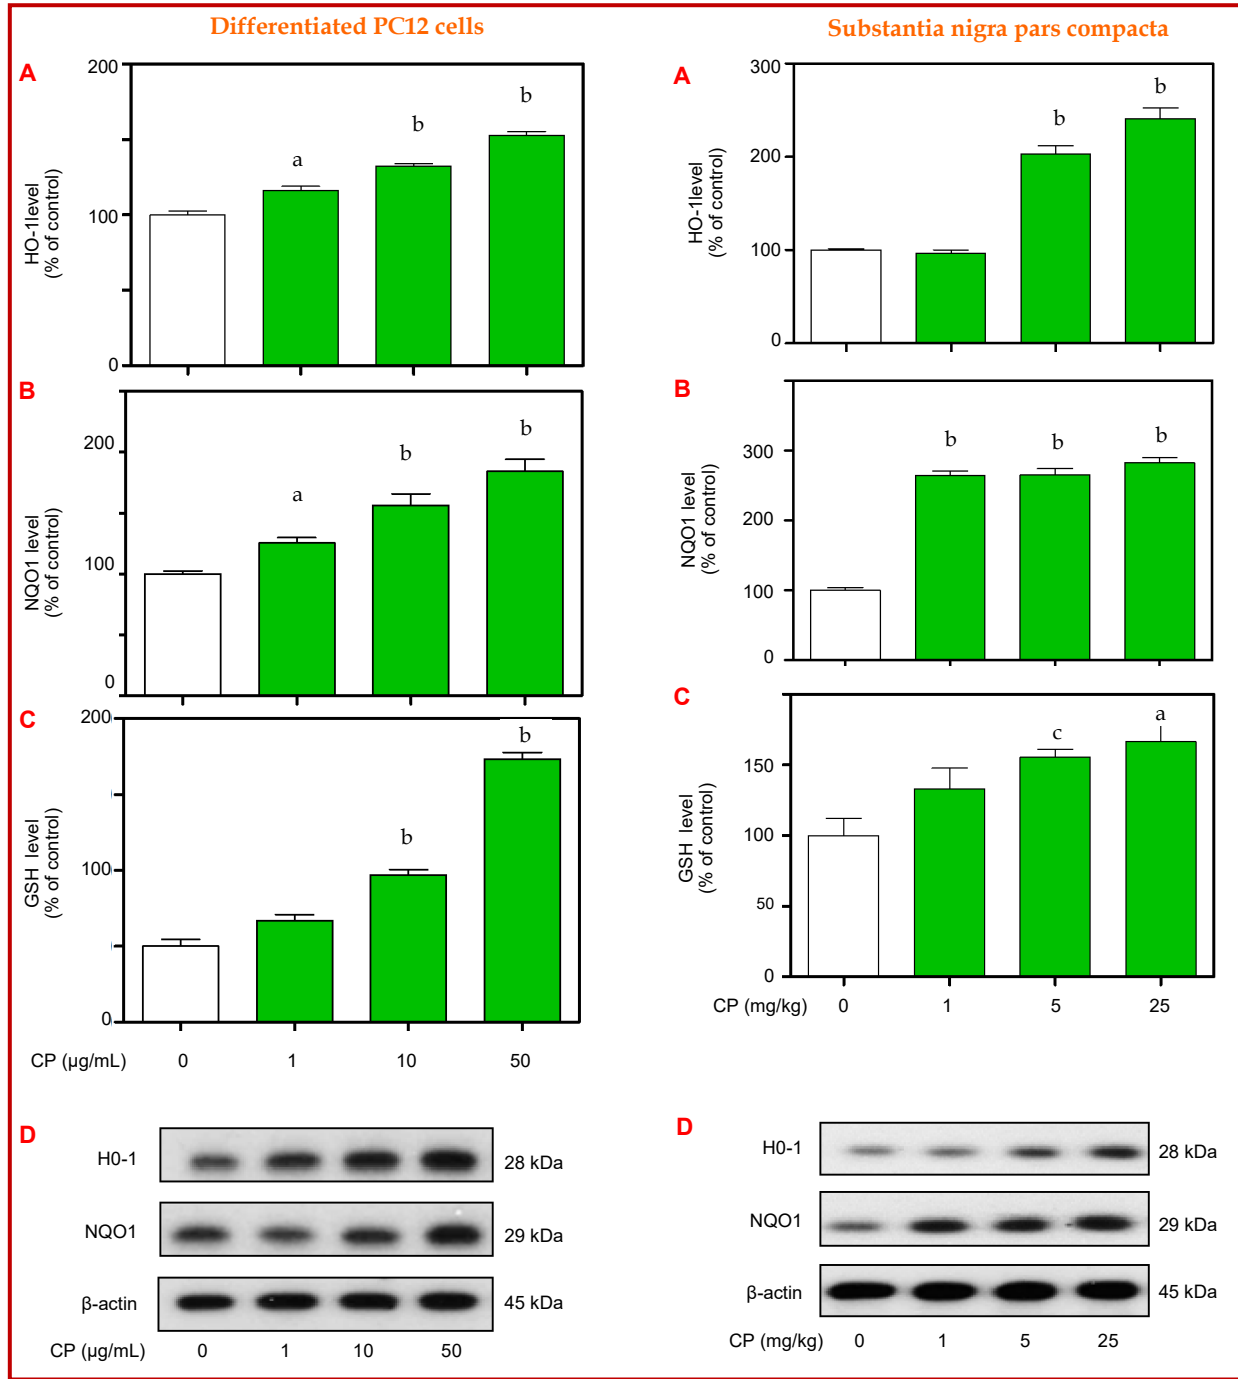 Differentiated PC12 cells
A
200
100
0
HO-1level
(% of control)
a
b
b
B
200
100
0
NQO1 level
(% of control)
a
b
b
C
200
100
0
GSH level
(% of control)
b
b
CP (µg/mL) 0 1 10 50
D
H0-1 28 kDa
NQO1 29 kDa
β-actin 45 kDa
CP (µg/mL) 0 1 10 50
Substantia nigra pars compacta
A
300
200
100
0
HO-1level
(% of control)
b
b
B
300
200
100
0
NQO1 level
(% of control)
b
b
b
C
150
100
50
0
GSH level
(% of control)
c
a
CP (mg/kg) 0 1 5 25
D
H0-1 28 kDa
NQO1 29 kDa
β-actin 45 kDa
CP (mg/kg) 0 1 5 25